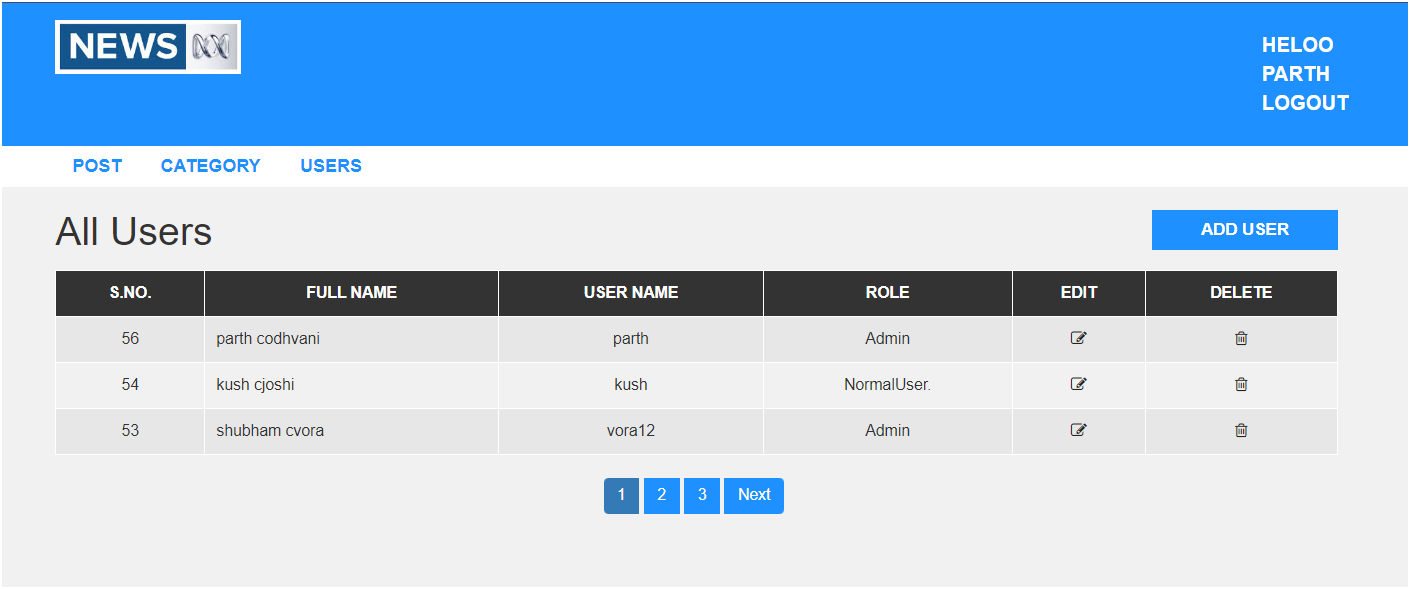 NEWS
HELOO
PARTH
LOGOUT
POST CATEGORY USERS
All Users ADD USER
S.NO. FULL NAME USER NAME ROLE EDIT DELETE
56 parth codhvani parth Admin
54 kush cjoshi kush NormalUser.
53 shubham cvora vora12 Admin
1 2 3 Next